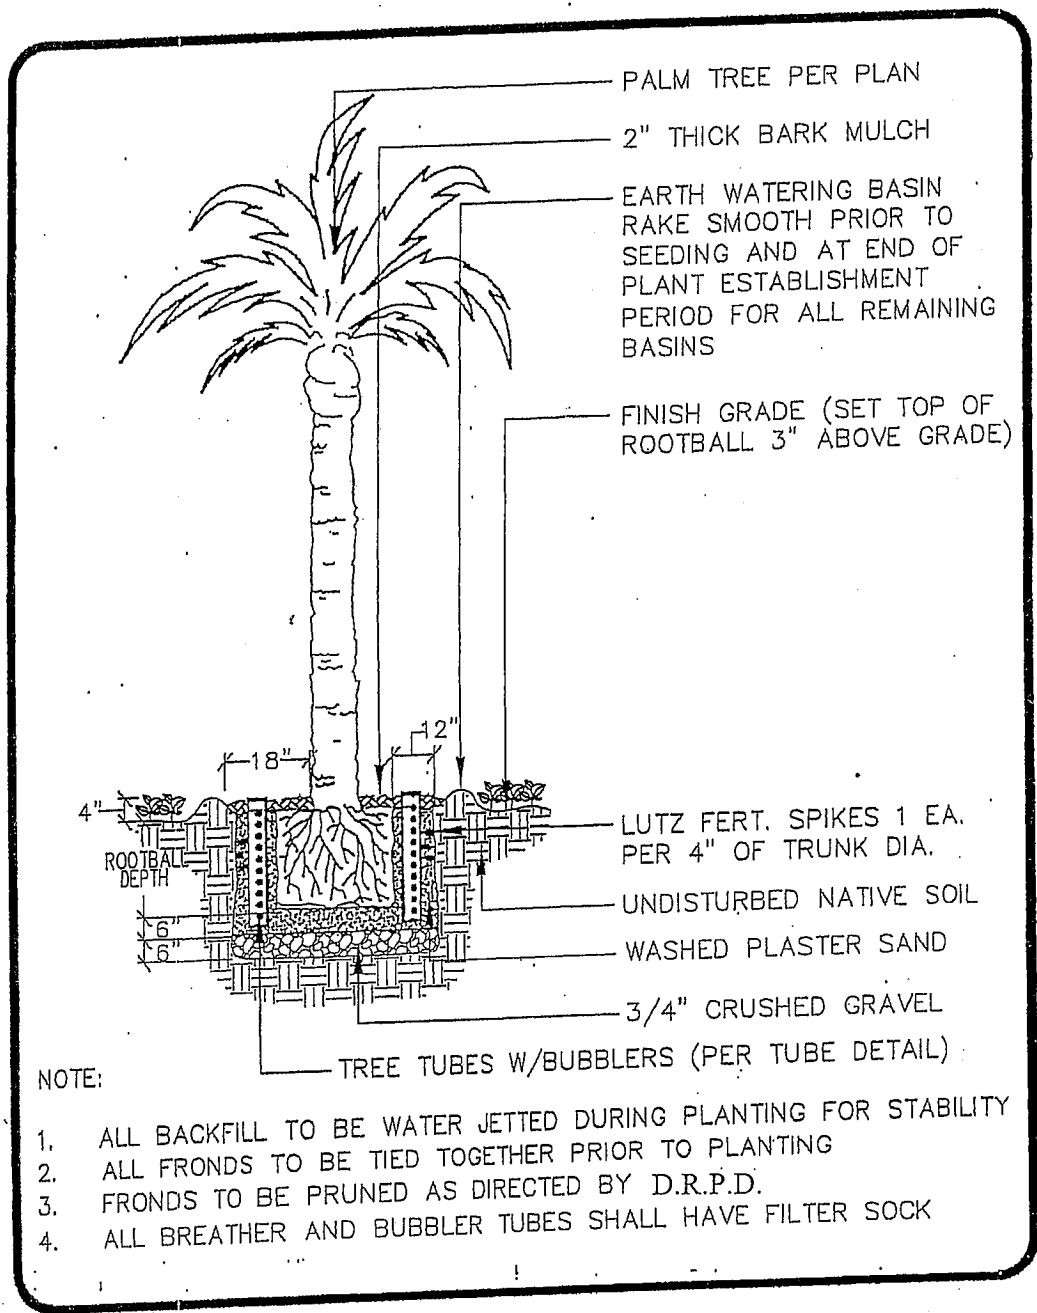 PALM TREE PER PLAN
2" THICK BARK MULCH
EARTH WATERING BASIN
RAKE SMOOTH PRIOR TO
SEEDING AND AT END OF
PLANT ESTABLISHMENT
PERIOD FOR ALL REMAINING
BASINS
FINISH GRADE (SET TOP OF
ROOTBALL 3" ABOVE GRADE)
12"
18"
4"
LUTZ FERT. SPIKES 1 EA.
PER 4" OF TRUNK DIA.
ROOTBALL
DEPTH
UNDISTURBED NATIVE SOIL
6"
6"
WASHED PLASTER SAND
3/4" CRUSHED GRAVEL
TREE TUBES W/BUBBLERS (PER TUBE DETAIL)
NOTE:
1. ALL BACKFILL TO BE WATER JETTED DURING PLANTING FOR STABILITY
2. ALL FRONDS TO BE TIED TOGETHER PRIOR TO PLANTING
3. FRONDS TO BE PRUNED AS DIRECTED BY D.R.P.D.
4. ALL BREATHER AND BUBBLER TUBES SHALL HAVE FILTER SOCK